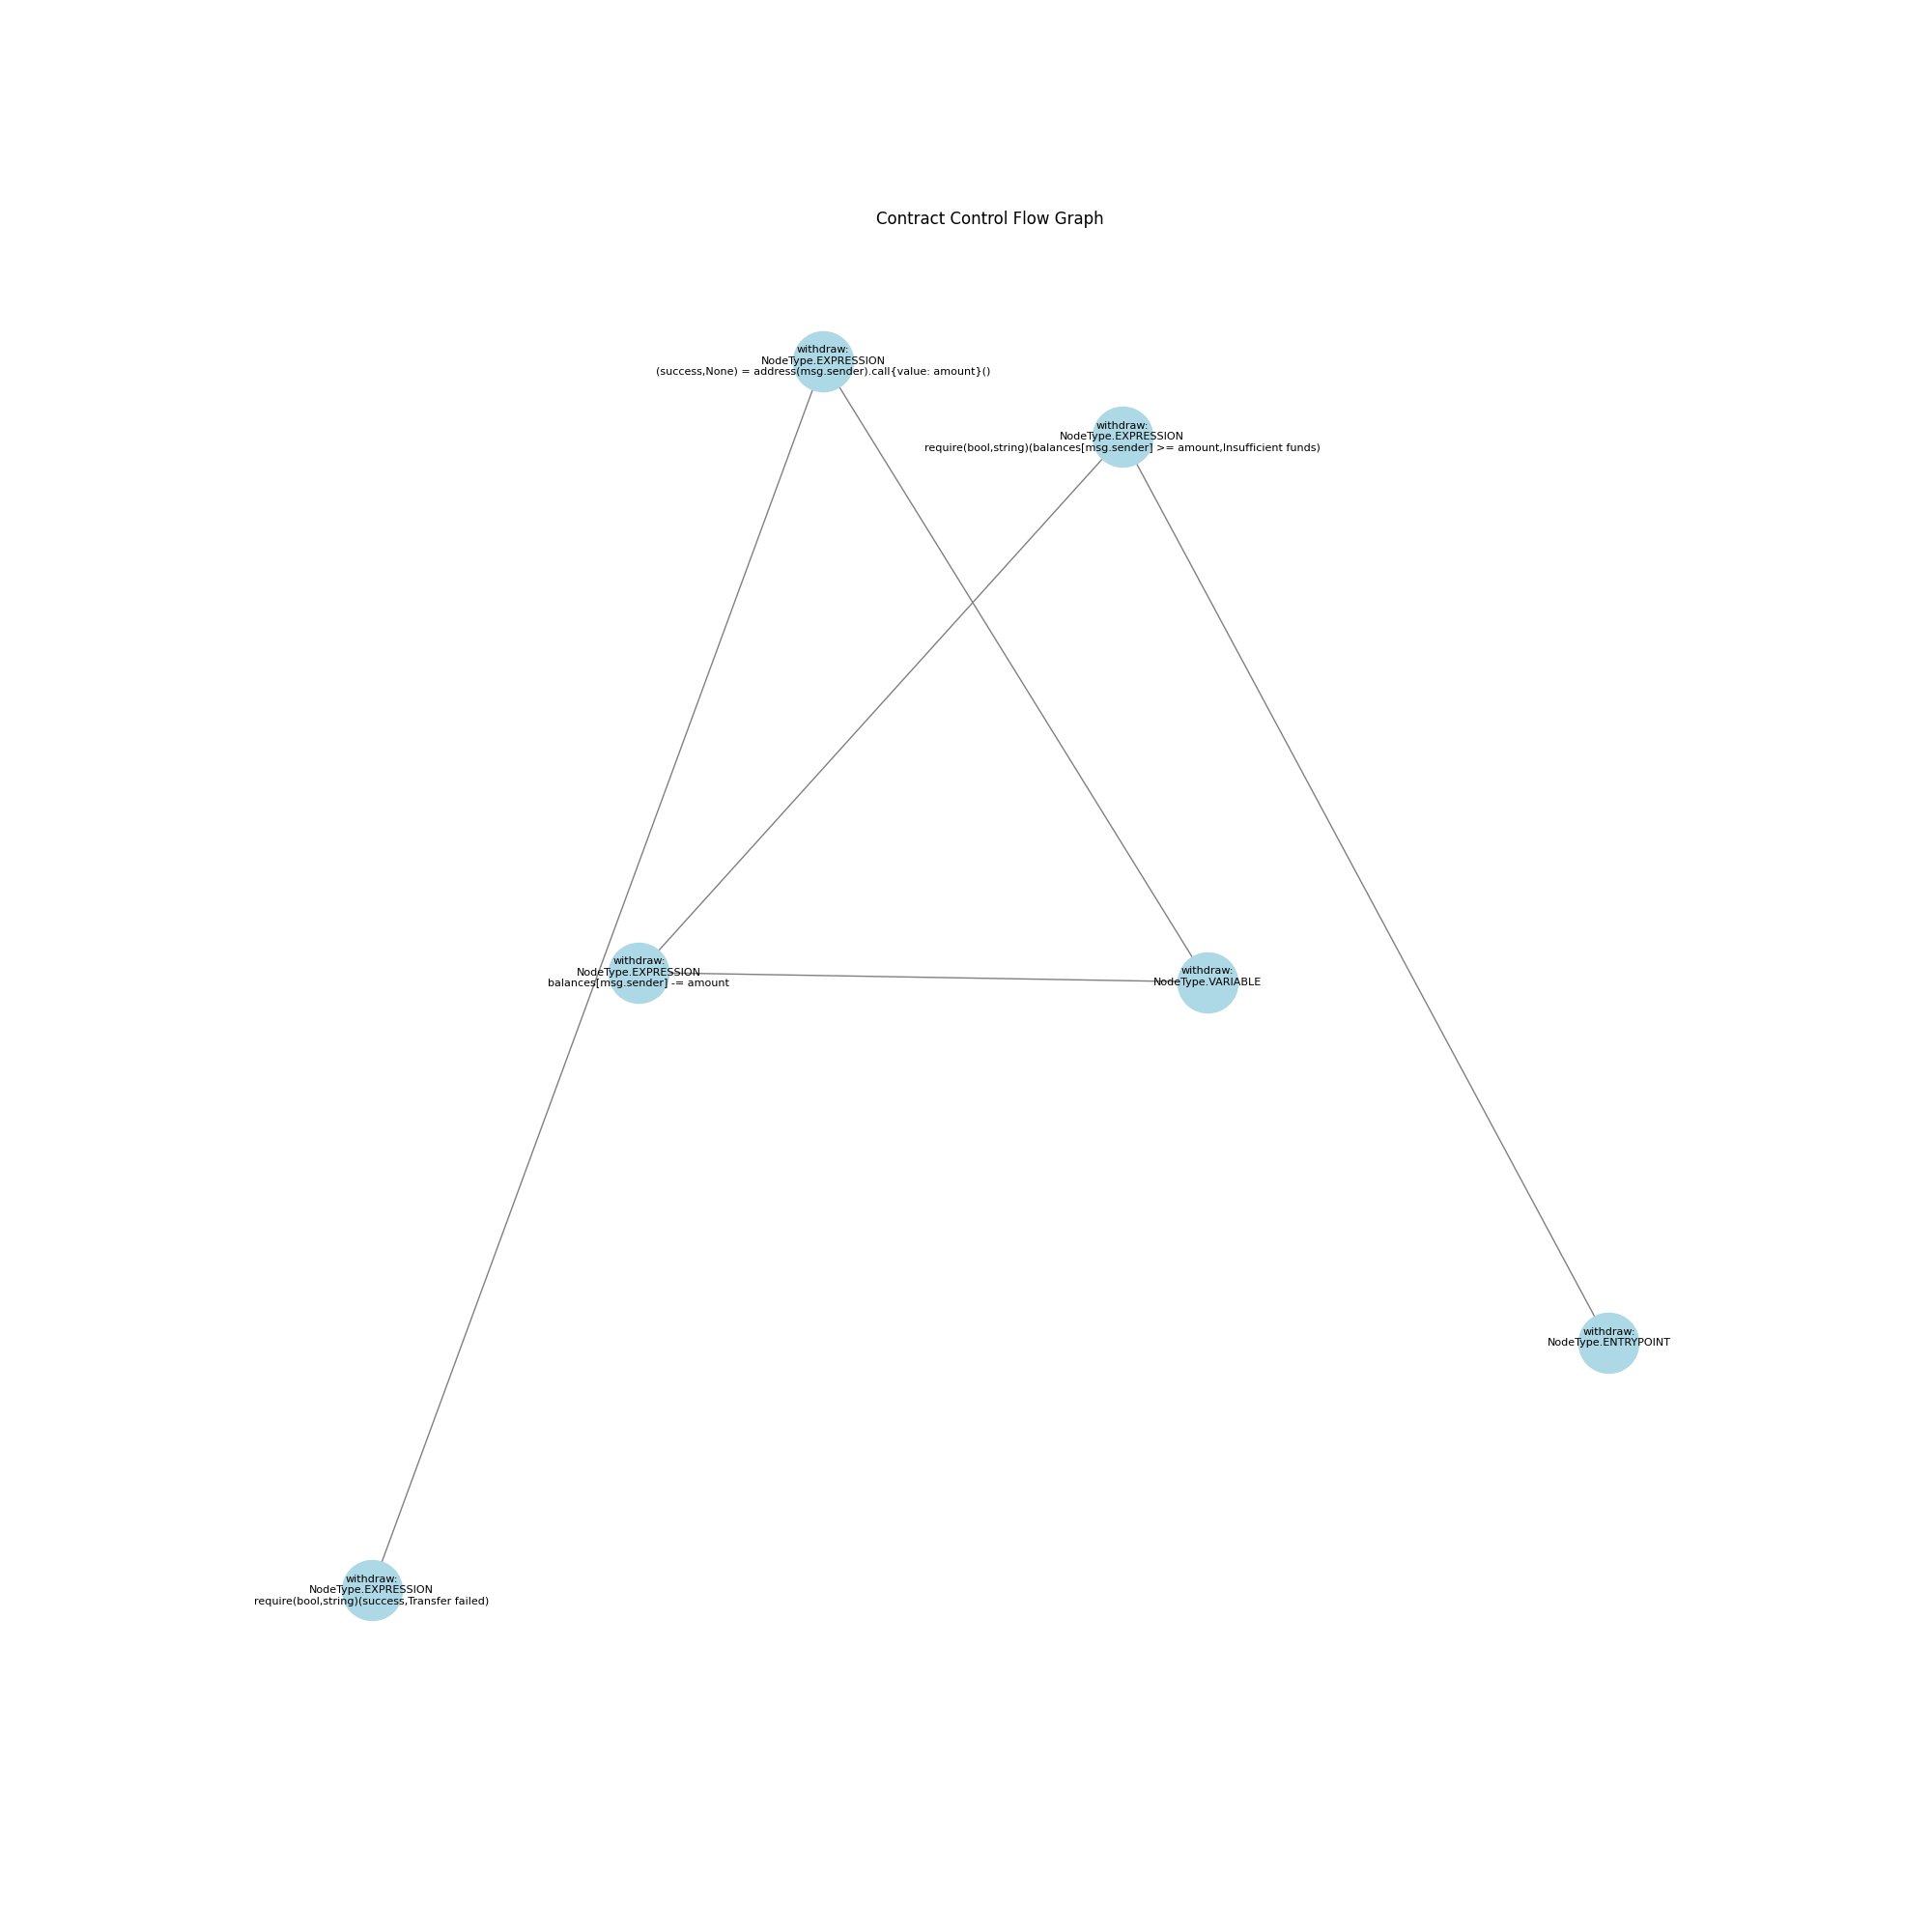 Contract Control Flow Graph
withdraw:
NodeType.EXPRESSION
(success,None) = address(msg.sender).call{value: amount}()
withdraw:
NodeType.EXPRESSION
require(bool,string)(balances[msg.sender] >= amount,Insufficient funds)
withdraw:
NodeType.EXPRESSION
balances[msg.sender] -= amount
withdraw:
NodeType.VARIABLE
withdraw:
NodeType.ENTRYPOINT
withdraw:
NodeType.EXPRESSION
require(bool,string)(success,Transfer failed)